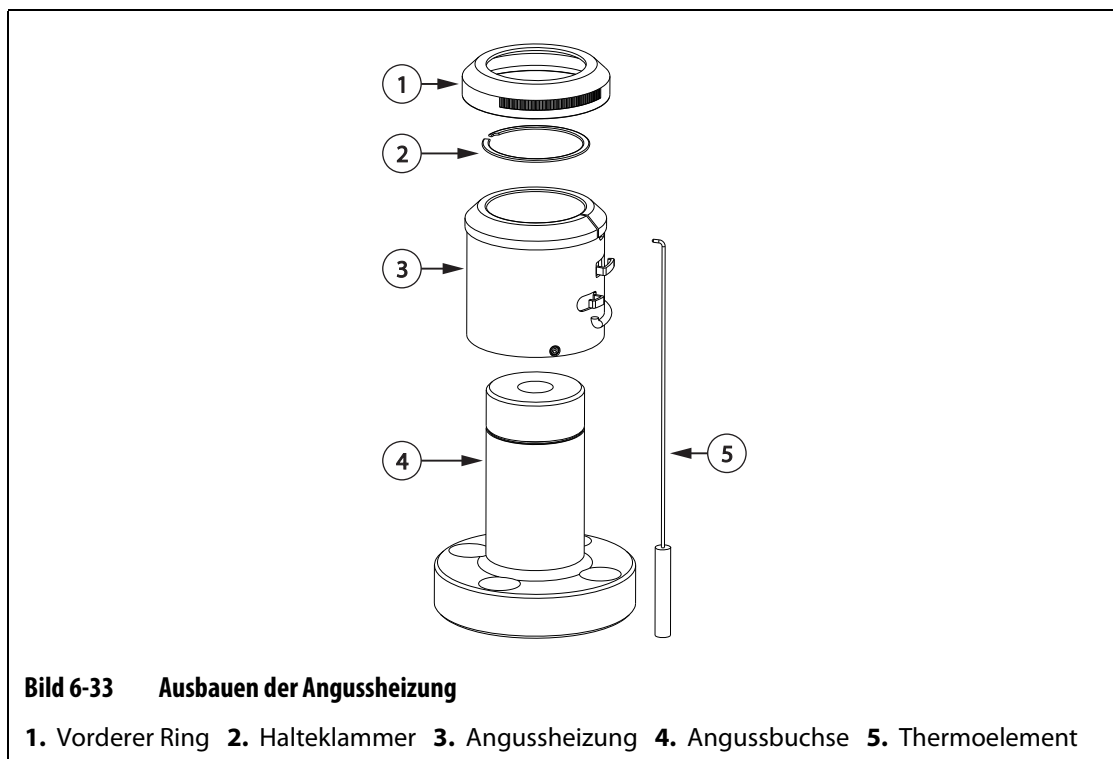 1
2
3
4
5
Bild 6-33 Ausbauen der Angussheizung
1. Vorderer Ring 2. Halteklammer 3. Angussheizung 4. Angussbuchse 5. Thermoelement